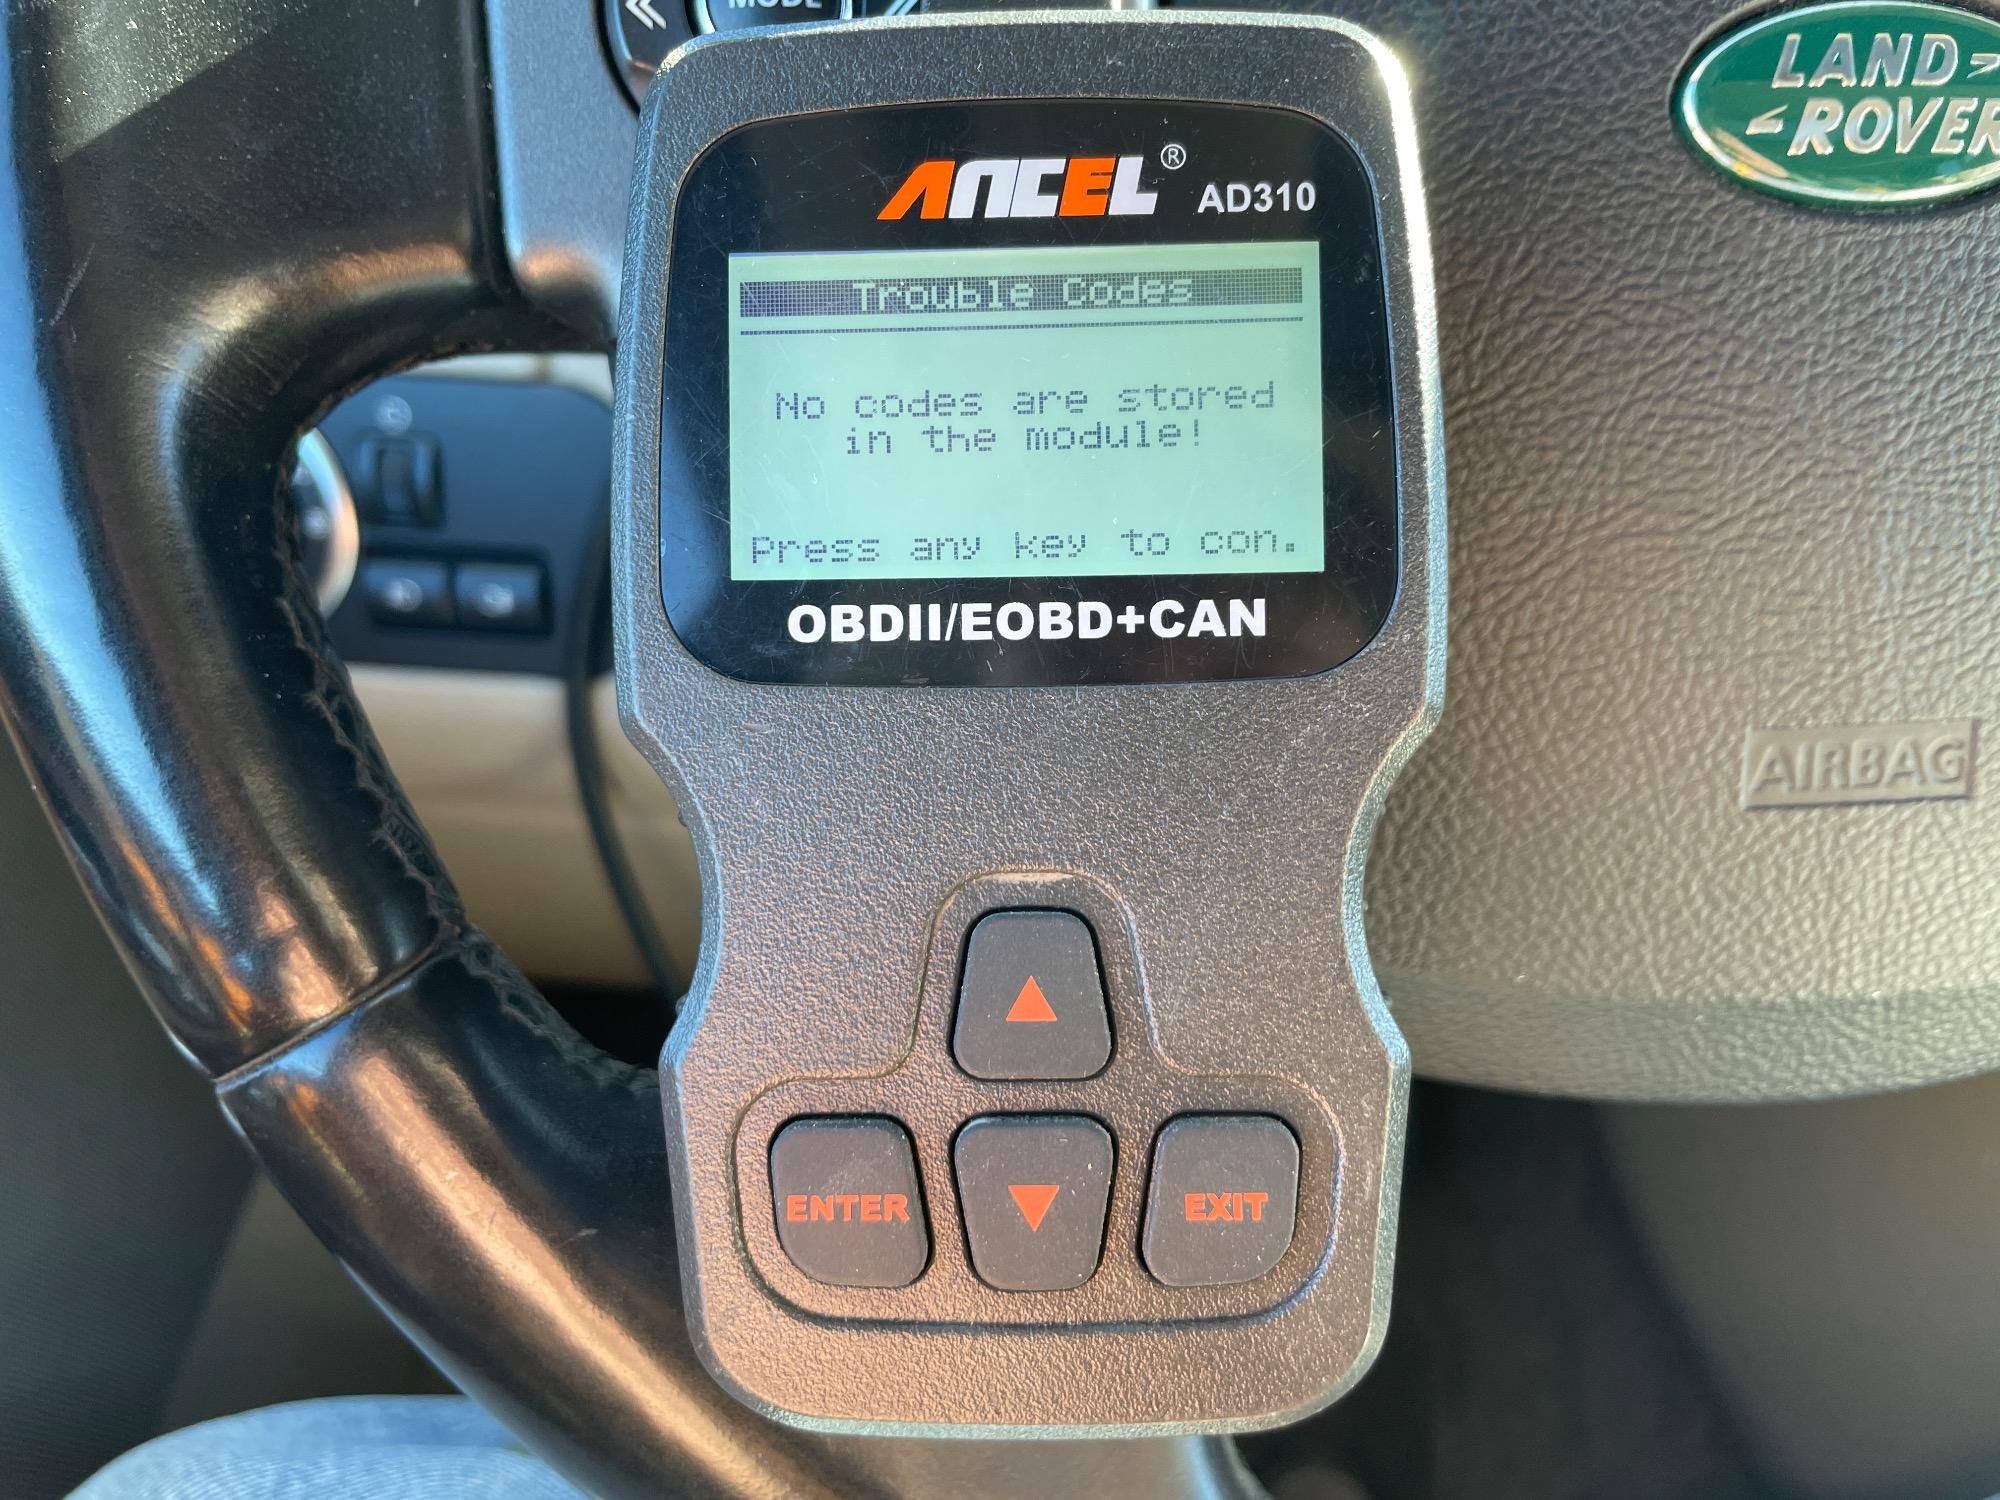 MODE
LAND
ROVER
ANCEL® AD310
Trouble Codes
No codes are stored
in the module!
Press any key to con.
OBDII/EOBD+CAN
AIRBAG
ENTER
EXIT